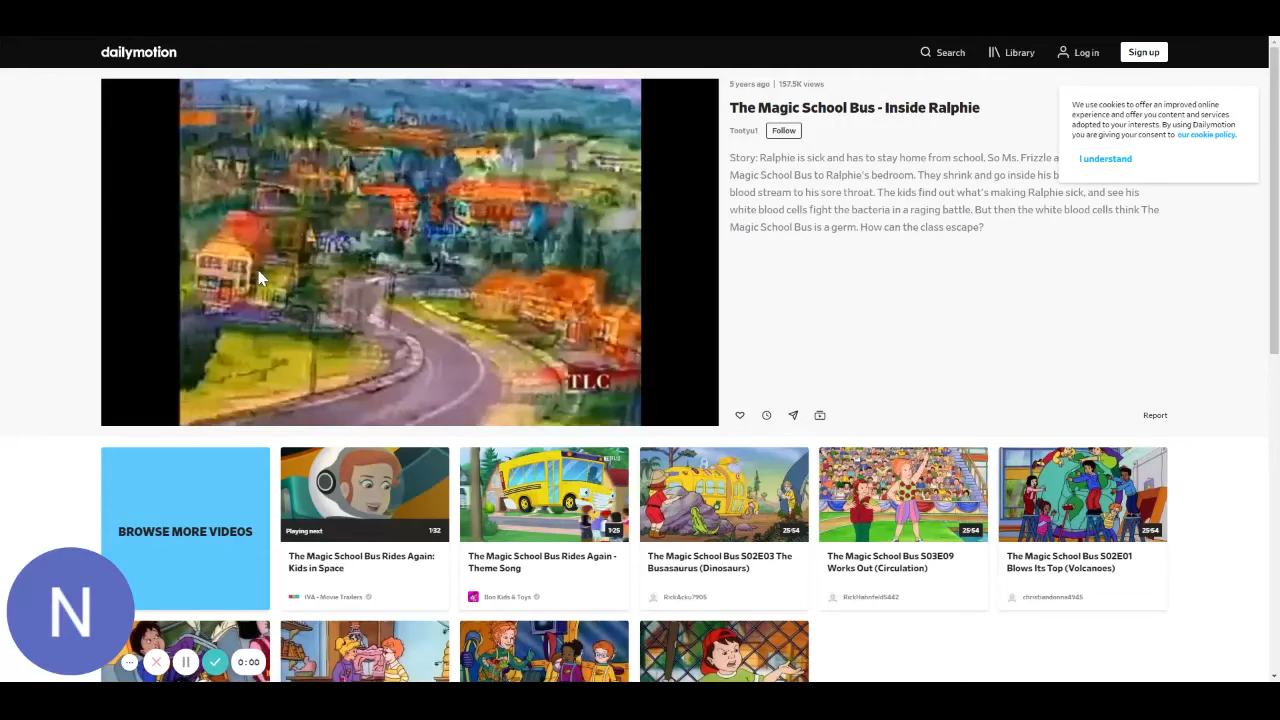 dailymotion
Search
Library
Log in
Sign up
5 years ago | 157.5K views
The Magic School Bus - Inside Ralphie
Tootyu1
Follow
Story: Ralphie is sick and has to stay home from school. So Ms. Frizzle a
Magic School Bus to Ralphie's bedroom. They shrink and go inside his b
blood stream to his sore throat. The kids find out what's making Ralphie sick, and see his
white blood cells fight the bacteria in a raging battle. But then the white blood cells think The
Magic School Bus is a germ. How can the class escape?
We use cookies to offer an improved online
experience and offer you content and services
adopted to your interests. By using Dailymotion
you are giving your consent to our cookie policy.
I understand
TLC
Report
BROWSE MORE VIDEOS
Playing next
1:32
The Magic School Bus Rides Again:
Kids in Space
IVA - Movie Trailers
NETFLIX
1:25
The Magic School Bus Rides Again -
Theme Song
Boo Kids & Toys
25:54
The Magic School Bus S02E03 The
Busasaurus (Dinosaurs)
RickAcku7905
25:54
The Magic School Bus S03E09
Works Out (Circulation)
RickHahnfeld5442
25:54
The Magic School Bus S02E01
Blows Its Top (Volcanoes)
christiandonna4945
N
0:00